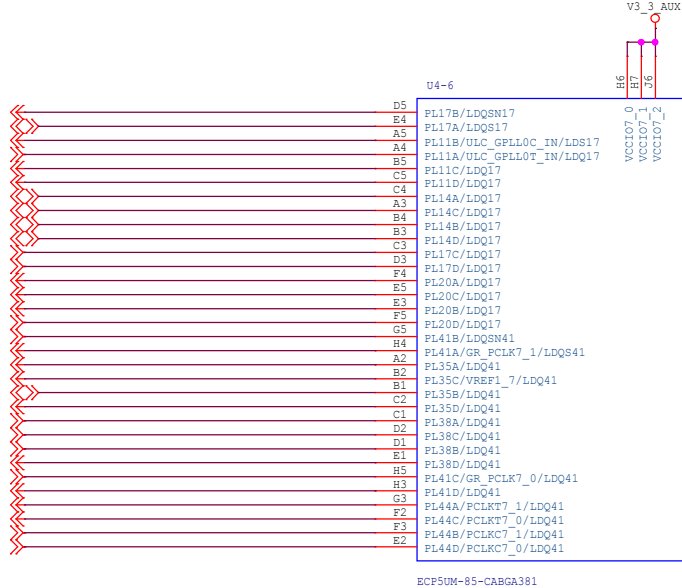 V3_3_AUX
U4-6
H6
H7
J6
VCCIO7_0
VCCIO7_1
VCCIO7_2
D5 PL17B/LDQSN17
E4 PL17A/LDQS17
A5 PL11B/ULC_GPLL0C_IN/LDS17
A4 PL11A/ULC_GPLL0T_IN/LDQ17
B5 PL11C/LDQ17
C5 PL11D/LDQ17
C4 PL14A/LDQ17
A3 PL14C/LDQ17
B4 PL14B/LDQ17
B3 PL14D/LDQ17
C3 PL17C/LDQ17
D3 PL17D/LDQ17
F4 PL20A/LDQ17
E5 PL20C/LDQ17
E3 PL20B/LDQ17
F5 PL20D/LDQ17
G5 PL41B/LDQSN41
H4 PL41A/GR_PCLK7_1/LDQS41
A2 PL35A/LDQ41
B2 PL35C/VREF1_7/LDQ41
B1 PL35B/LDQ41
C2 PL35D/LDQ41
C1 PL38A/LDQ41
D2 PL38C/LDQ41
D1 PL38B/LDQ41
E1 PL38D/LDQ41
H5 PL41C/GR_PCLK7_0/LDQ41
H3 PL41D/LDQ41
G3 PL44A/PCLKT7_1/LDQ41
F2 PL44C/PCLKT7_0/LDQ41
F3 PL44B/PCLKC7_1/LDQ41
E2 PL44D/PCLKC7_0/LDQ41
ECP5UM-85-CABGA381